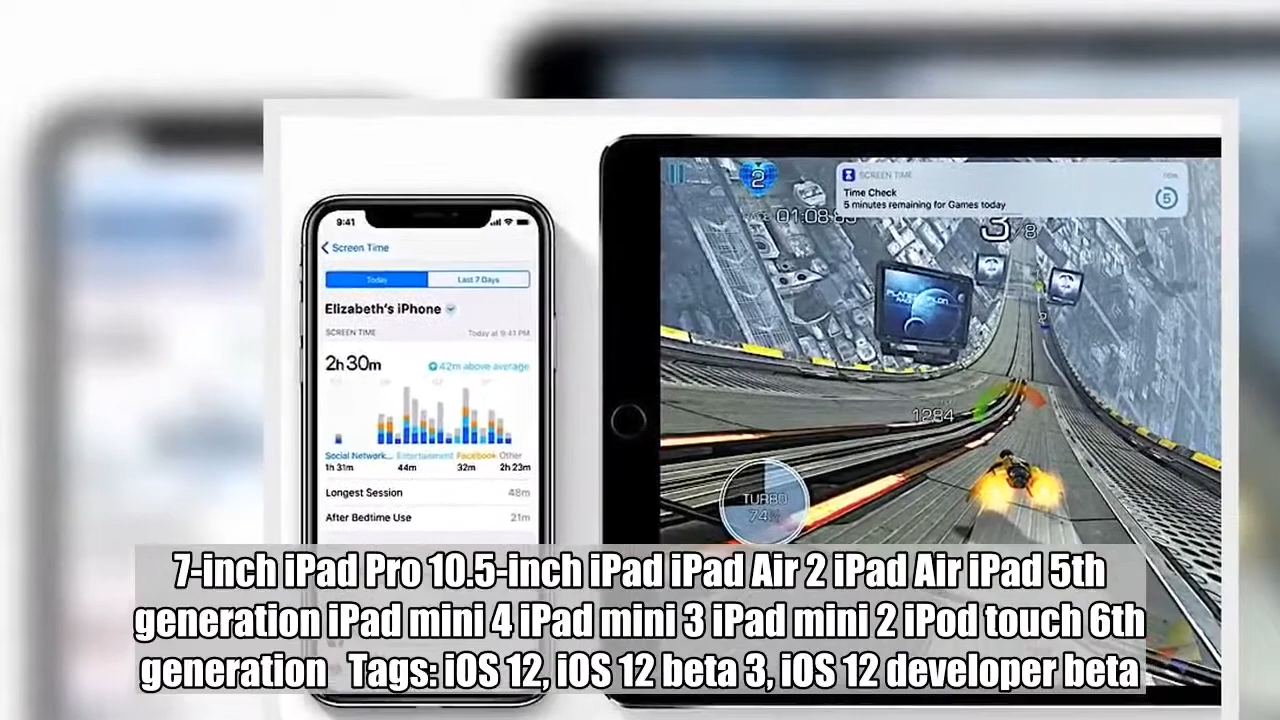 9:41
Screen Time
Today
Last 7 Days
Elizabeth's iPhone
SCREEN TIME
Today at 9:41 PM
2h 30m
42m above average
Social Network...
Entertainment
Facebook
Other
1h 31m
44m
32m
2h 23m
Longest Session
48m
After Bedtime Use
21m
2
01:08.8
SCREEN TIME
now
Time Check
5 minutes remaining for Games today
5
3/8
2
1284
TURBO
74%
7-inch iPad Pro 10.5-inch iPad iPad Air 2 iPad Air iPad 5th
generation iPad mini 4 iPad mini 3 iPad mini 2 iPod touch 6th
generation Tags: iOS 12, iOS 12 beta 3, iOS 12 developer beta